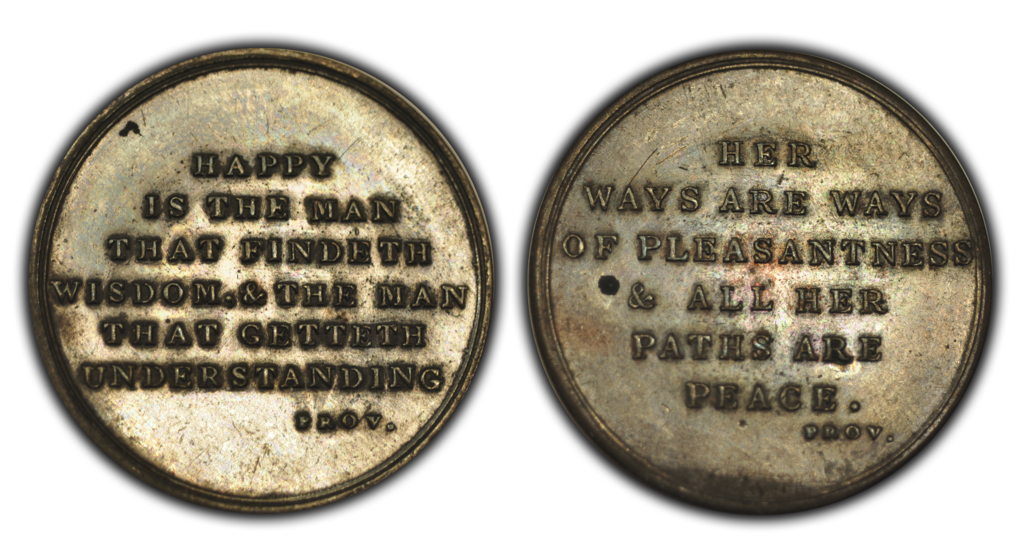 HAPPY
IS THE MAN
THAT FINDETH
WISDOM.&THE MAN
THAT GETTETH
UNDERSTANDING
PROV.
HER
WAYS ARE WAYS
OF PLEASANTNESS
& ALL HER
PATHS ARE
PEACE.
PROV.